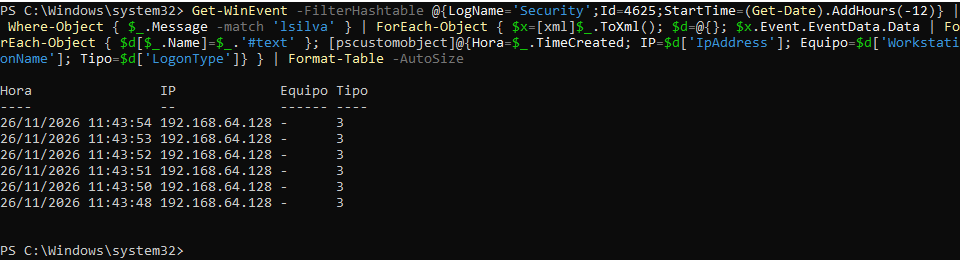 PS C:\Windows\system32> Get-WinEvent -FilterHashtable @{LogName='Security';Id=4625;StartTime=(Get-Date).AddHours(-12)} |
 Where-Object { $_.Message -match 'lsilva' } | ForEach-Object { $x=[xml]$_.ToXml(); $d=@{}; $x.Event.EventData.Data | Fo
rEach-Object { $d[$_.Name]=$_.'#text' }; [pscustomobject]@{Hora=$_.TimeCreated; IP=$d['IpAddress']; Equipo=$d['Workstati
onName']; Tipo=$d['LogonType']} } | Format-Table -AutoSize
Hora                IP             Equipo Tipo
----                --             ------ ----
26/11/2026 11:43:54 192.168.64.128 -      3
26/11/2026 11:43:53 192.168.64.128 -      3
26/11/2026 11:43:52 192.168.64.128 -      3
26/11/2026 11:43:51 192.168.64.128 -      3
26/11/2026 11:43:50 192.168.64.128 -      3
26/11/2026 11:43:48 192.168.64.128 -      3
PS C:\Windows\system32>